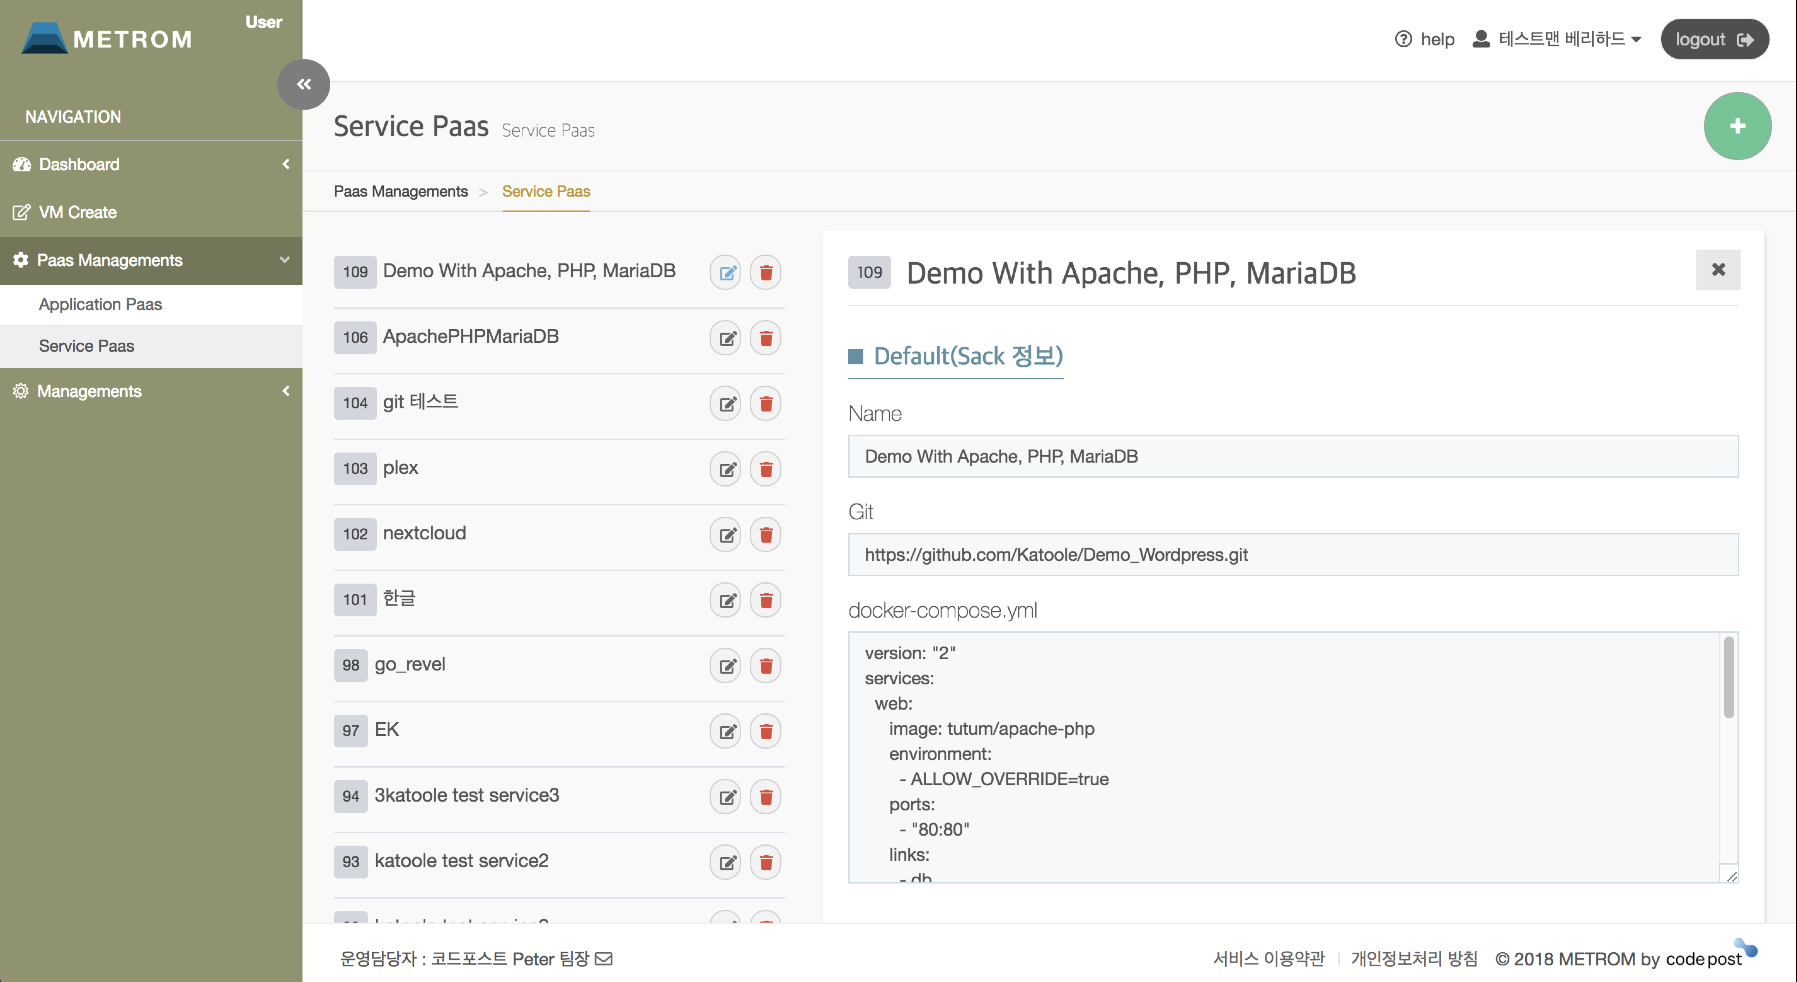 METROM
User
help
테스트맨 베리하드
logout
NAVIGATION
Dashboard
VM Create
Paas Managements
Application Paas
Service Paas
Managements
Service Paas Service Paas
Paas Managements > Service Paas
109 Demo With Apache, PHP, MariaDB
106 ApachePHPMariaDB
104 git 테스트
103 plex
102 nextcloud
101 한글
98 go_revel
97 EK
94 3katoole test service3
93 katoole test service2
109 Demo With Apache, PHP, MariaDB
Default(Sack 정보)
Name
Demo With Apache, PHP, MariaDB
Git
https://github.com/Katoole/Demo_Wordpress.git
docker-compose.yml
version: "2"
services:
web:
image: tutum/apache-php
environment:
- ALLOW_OVERRIDE=true
ports:
- "80:80"
links:
- db
운영담당자 : 코드포스트 Peter 팀장
서비스 이용약관 | 개인정보처리 방침 © 2018 METROM by codepost